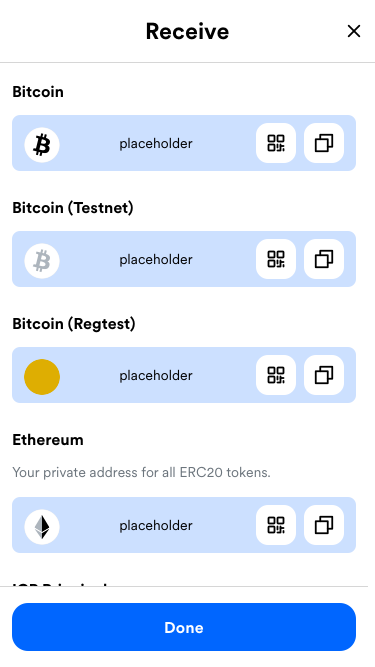 Receive
Bitcoin
placeholder
Bitcoin (Testnet)
placeholder
Bitcoin (Regtest)
placeholder
Ethereum
Your private address for all ERC20 tokens.
placeholder
Done